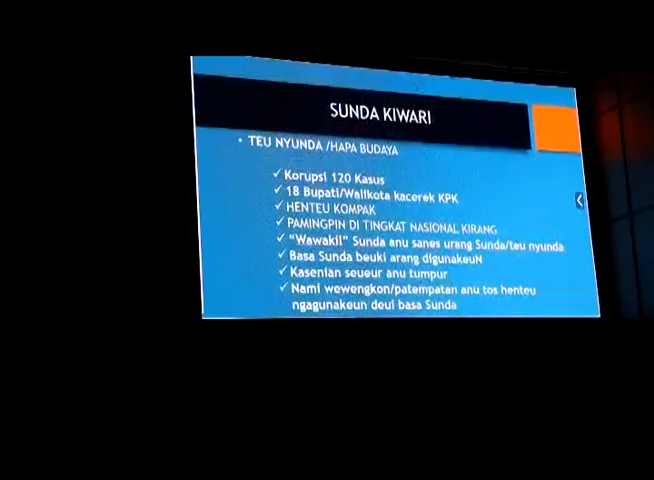 SUNDA KIWARI
• TEU NYUNDA /HAPA BUDAYA
✓ Korupsi 120 Kasus
✓ 18 Bupati/Walikota kacerek KPK
✓ HENTEU KOMPAK
✓ PAMINGPIN DI TINGKAT NASIONAL KIRANG
✓ "Wawakil" Sunda anu sanes urang Sunda/teu nyunda
✓ Basa Sunda beuki arang digunakeuN
✓ Kasenian seueur anu tumpur
✓ Nami wewengkon/patempatan anu tos henteu
ngagunakeun deui basa Sunda